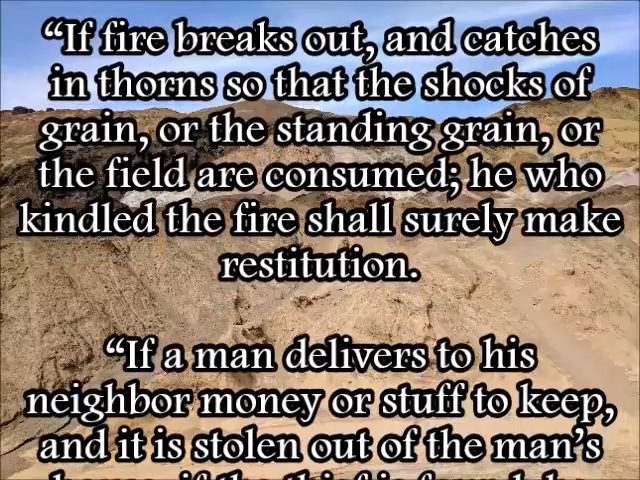 “If fire breaks out, and catches
in thorns so that the shocks of
grain, or the standing grain, or
the field are consumed; he who
kindled the fire shall surely make
restitution.
“If a man delivers to his
neighbor money or stuff to keep,
and it is stolen out of the man’s